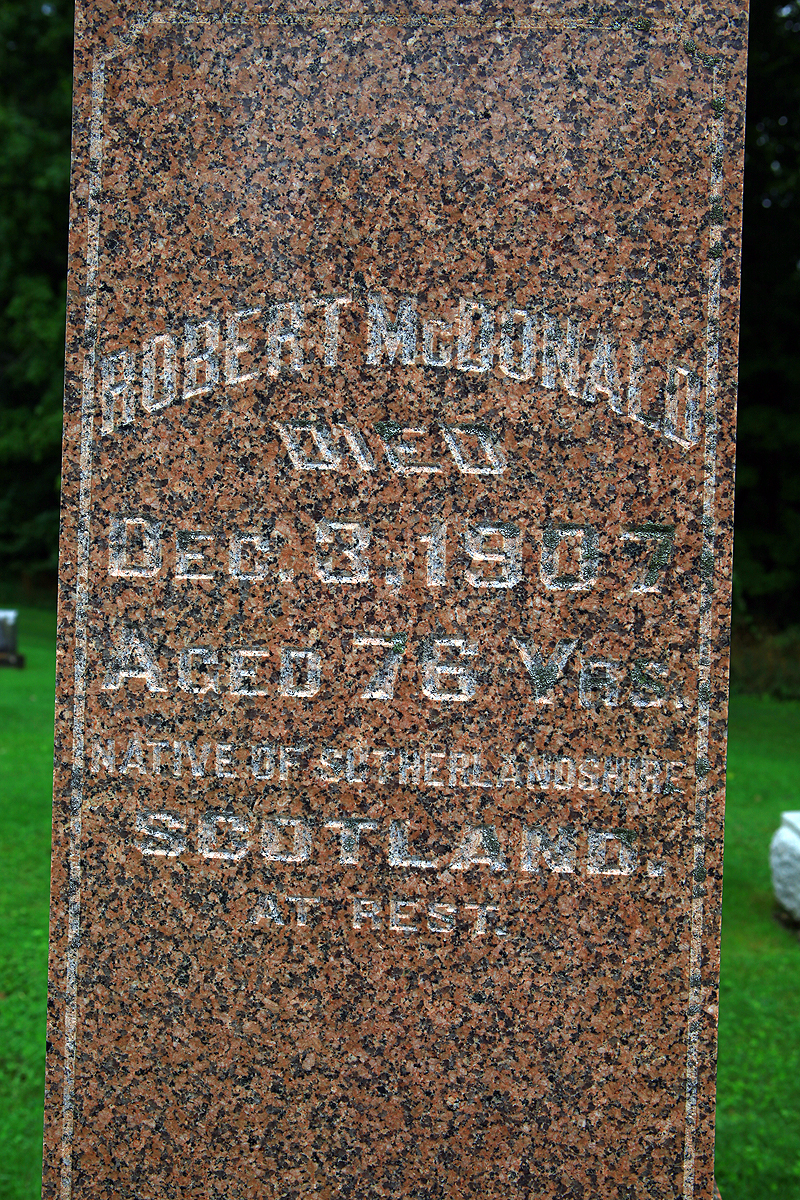 ROBERT McDONALD
DIED
DEC. 3, 1907
AGED 76 YRS.
NATIVE OF SUTHERLANDSHIRE
SCOTLAND.
AT REST.